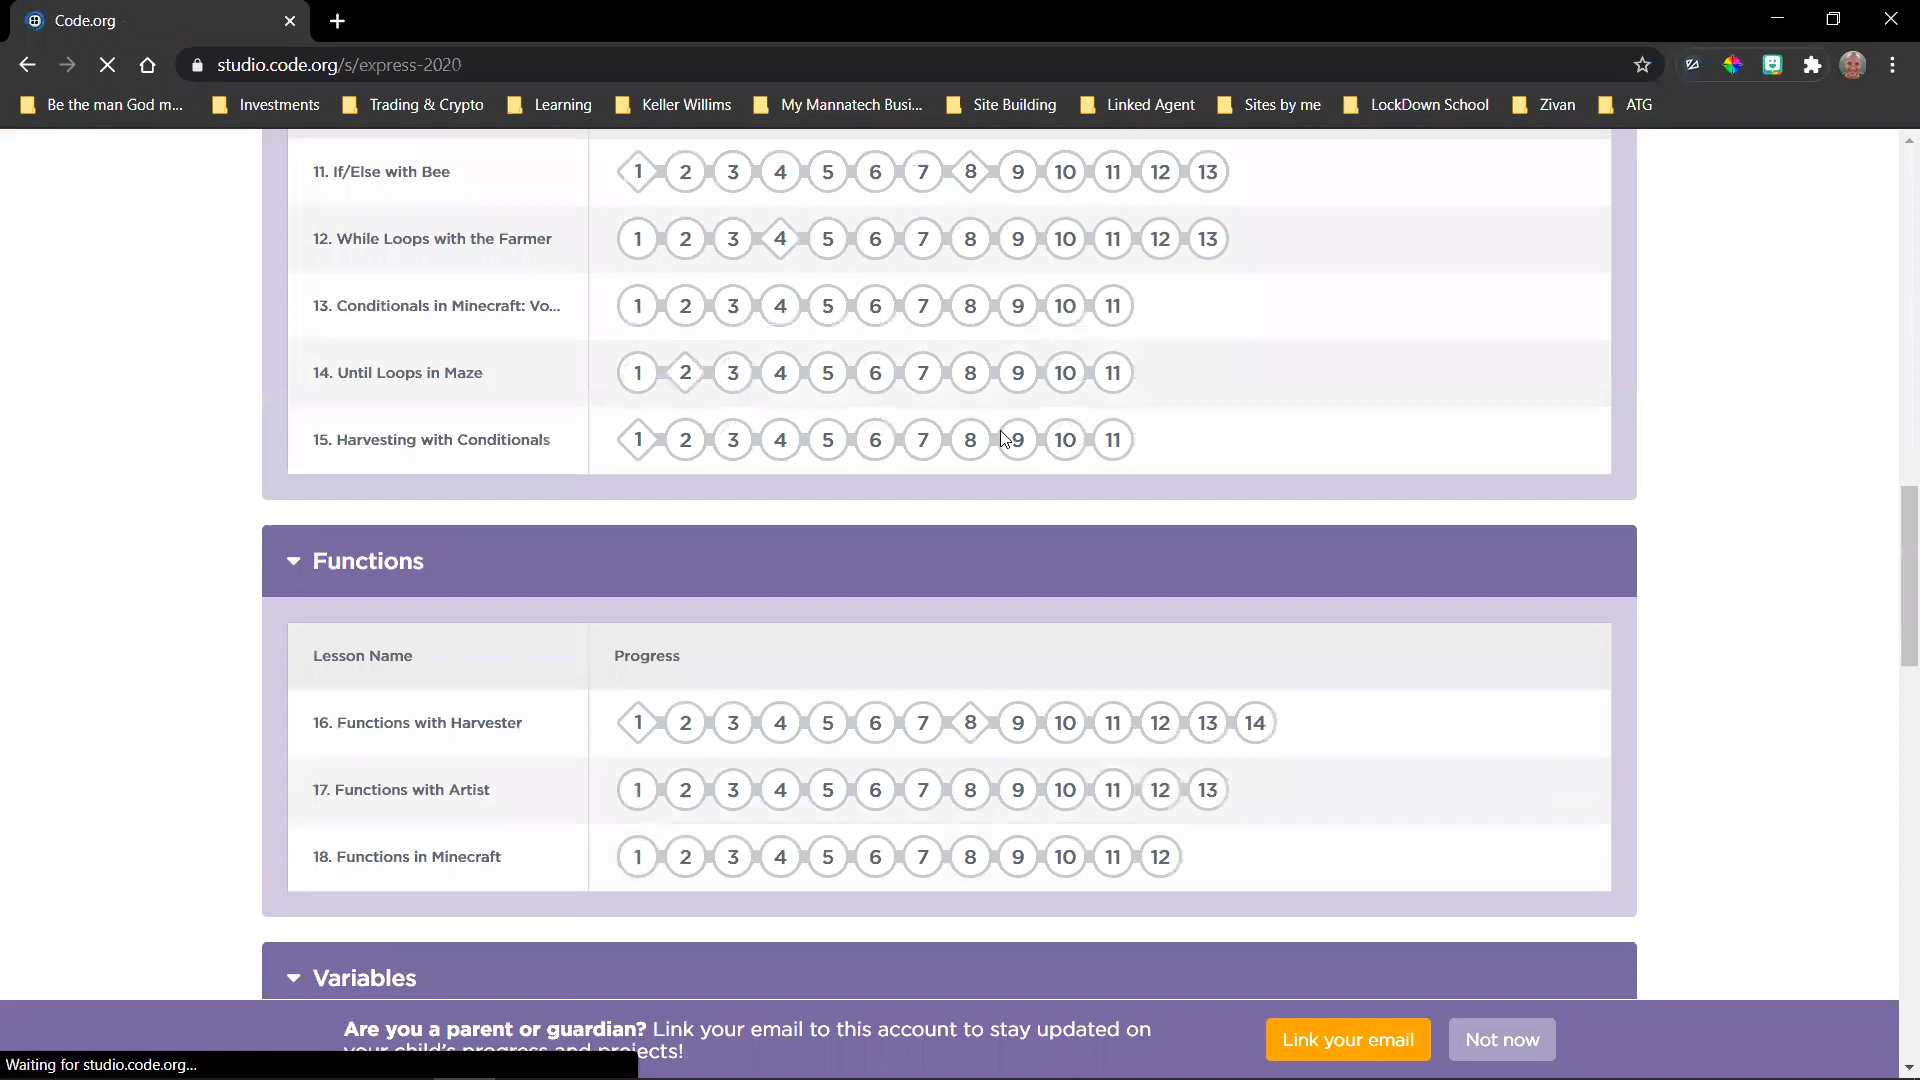 Code.org
studio.code.org/s/express-2020
Be the man God m... Investments Trading & Crypto Learning Keller Willims My Mannatech Busi... Site Building Linked Agent Sites by me LockDown School Zivan ATG
11. If/Else with Bee 1 2 3 4 5 6 7 8 9 10 11 12 13
12. While Loops with the Farmer 1 2 3 4 5 6 7 8 9 10 11 12 13
13. Conditionals in Minecraft: Vo... 1 2 3 4 5 6 7 8 9 10 11
14. Until Loops in Maze 1 2 3 4 5 6 7 8 9 10 11
15. Harvesting with Conditionals 1 2 3 4 5 6 7 8 9 10 11
Functions
Lesson Name Progress
16. Functions with Harvester 1 2 3 4 5 6 7 8 9 10 11 12 13 14
17. Functions with Artist 1 2 3 4 5 6 7 8 9 10 11 12 13
18. Functions in Minecraft 1 2 3 4 5 6 7 8 9 10 11 12
Variables
Are you a parent or guardian? Link your email to this account to stay updated on
your child's progress and projects!
Link your email Not now
Waiting for studio.code.org...